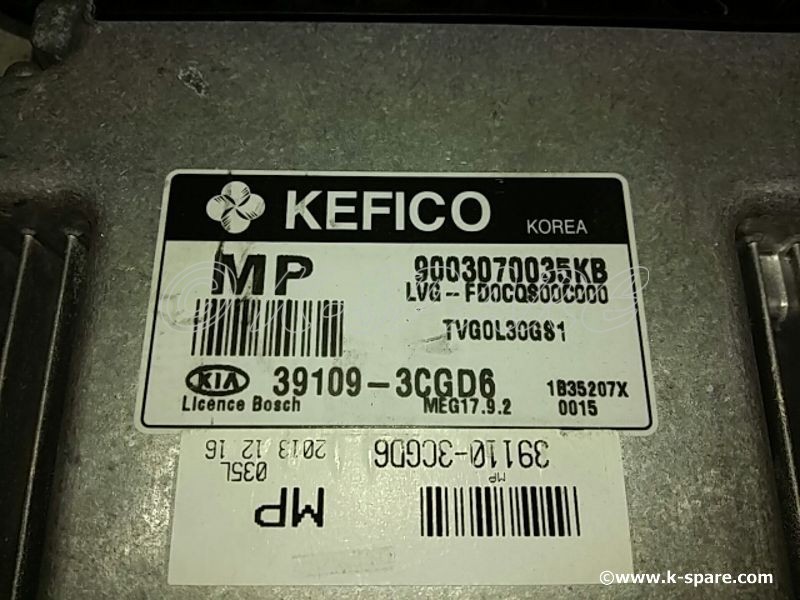 KEFICO KOREA
MP 9003070035KB
LVG-FD0CQS00C000
TVG0L30GS1
KIA 39109-3CGD6 1B35207X
Licence Bosch MEG17.9.2 0015
39110-3CGD6
MP
035L
2013 12 16
MP
©www.k-spare.com